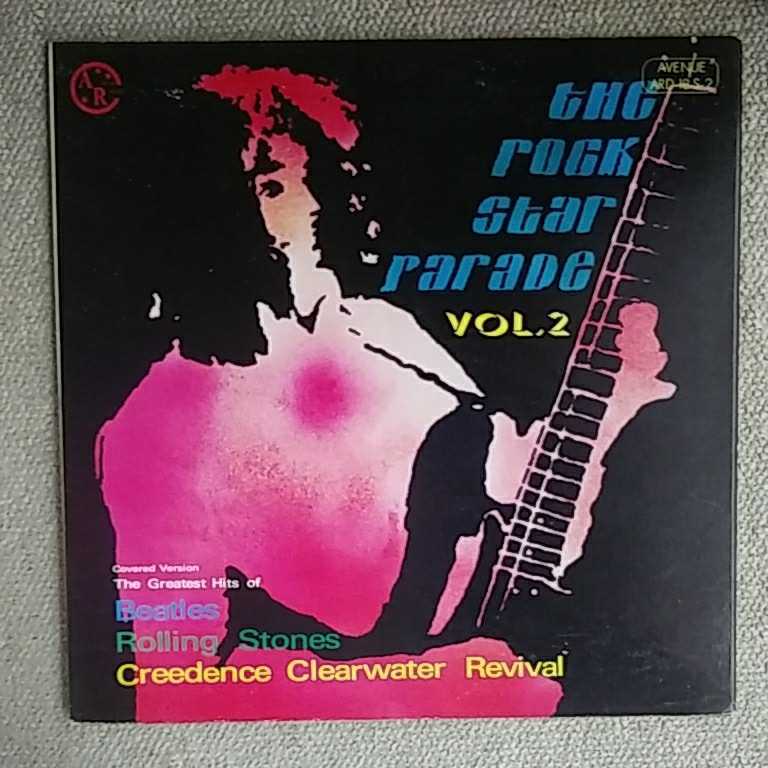 AR
AVENUE
ARD 18 S-2
the
rock
star
parade
VOL.2
Covered Version
The Greatest Hits of
Beatles
Rolling Stones
Creedence Clearwater Revival